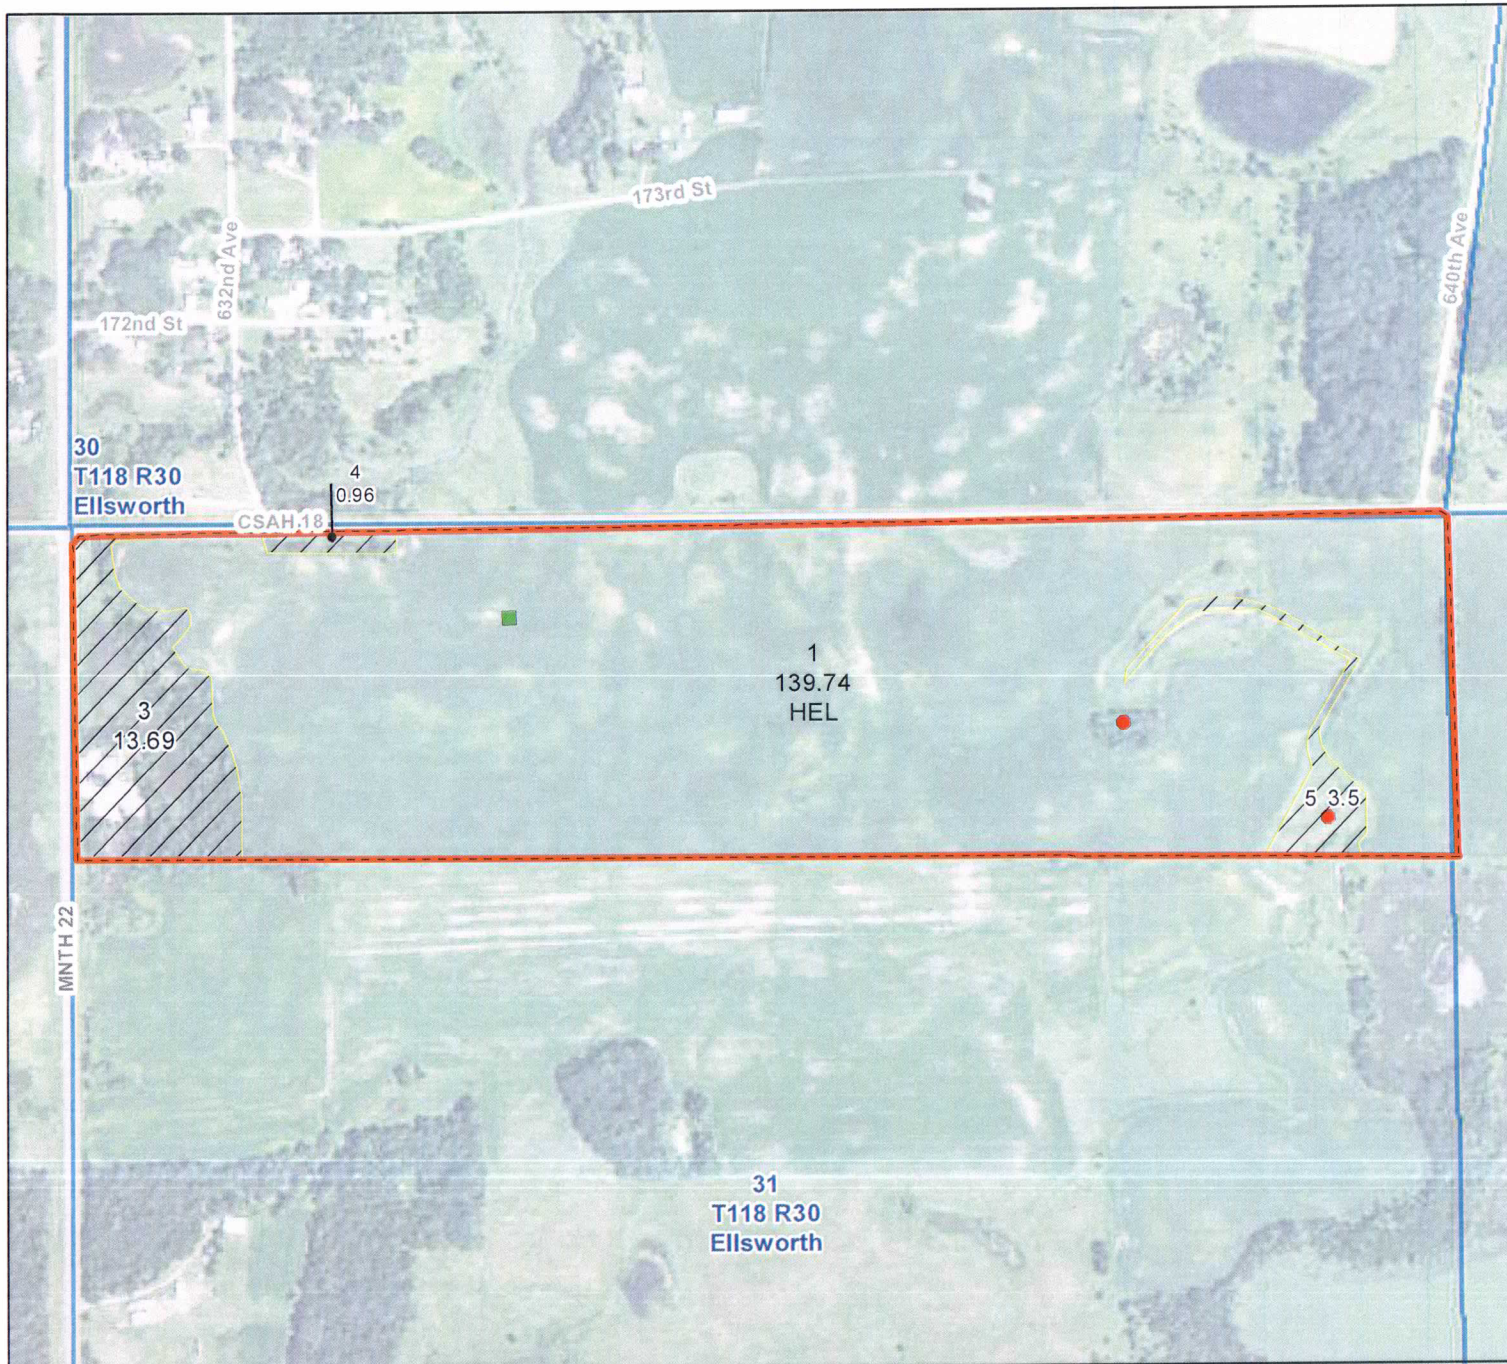 173rd St
632nd Ave
640th Ave
172nd St
30
T118 R30
Ellsworth
4
0.96
CSAH 18
1
139.74
HEL
3
13.69
5 3.5
MNTH 22
31
T118 R30
Ellsworth